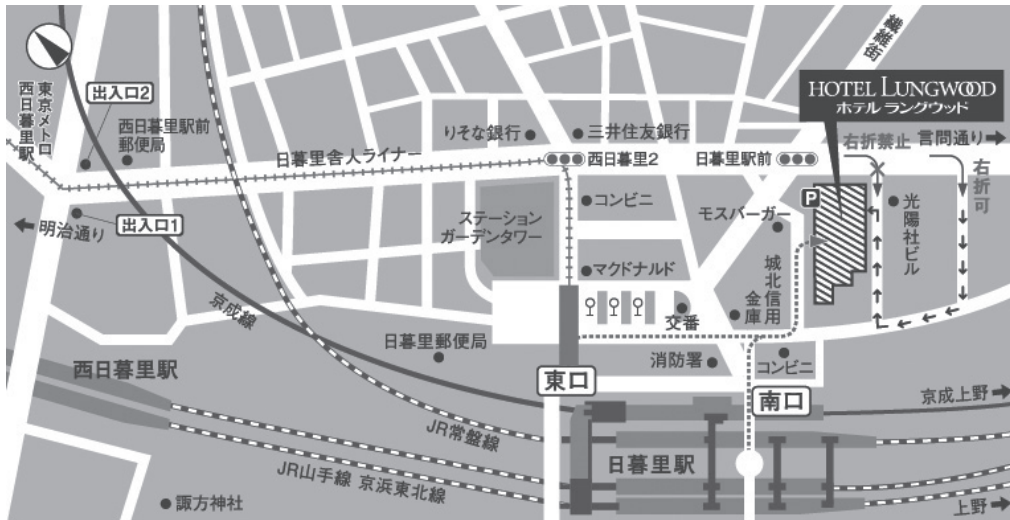 東京メトロ
西日暮里駅
出入口2
西日暮里駅前
郵便局
りそな銀行
三井住友銀行
繊維街
HOTEL LUNGWOOD
ホテル ラングウッド
日暮里舎人ライナー
西日暮里2
日暮里駅前
右折禁止
言問通り
右折可
明治通り
出入口1
ステーション
ガーデンタワー
コンビニ
モスバーガー
P
光陽社ビル
マクドナルド
城北信用
金庫
京成線
日暮里郵便局
交番
消防署
コンビニ
西日暮里駅
東口
南口
京成上野
JR常盤線
日暮里駅
JR山手線 京浜東北線
諏方神社
上野